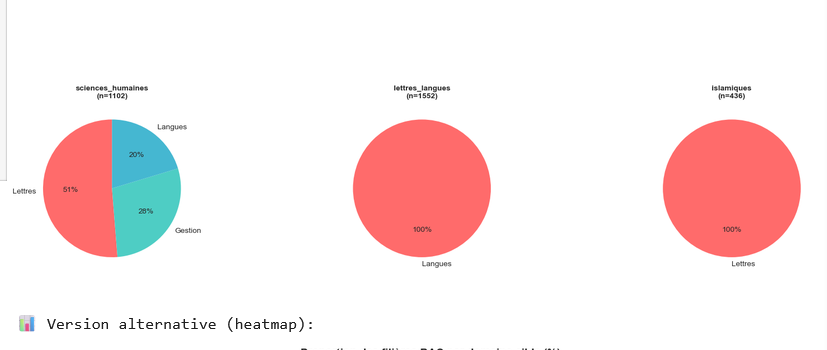 sciences_humaines
(n=1102)
Langues
20%
Lettres
51%
28%
Gestion
lettres_langues
(n=1552)
100%
Langues
islamiques
(n=436)
100%
Lettres
Version alternative (heatmap):